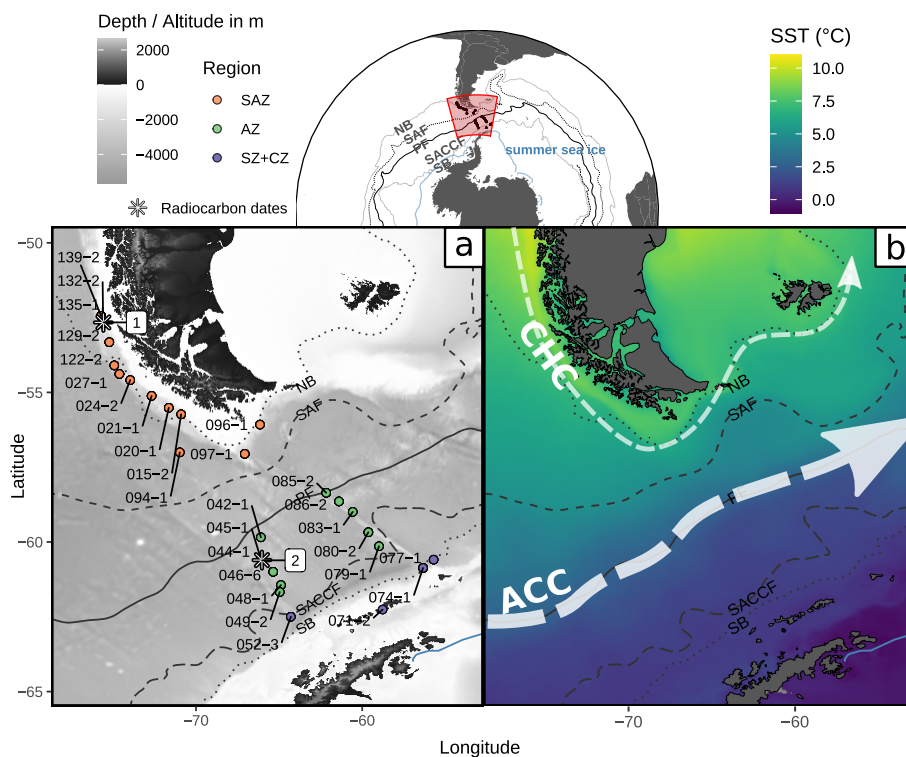 Depth / Altitude in m
2000
0
−2000
−4000
Region
SAZ
AZ
SZ+CZ
Radiocarbon dates
NB
SAF
PF
SACCF
SB
summer sea ice
SST (°C)
10.0
7.5
5.0
2.5
0.0
a
−50
−55
−60
−65
Latitude
139−2
132−2
135−1
1
129−2
122−2
027−1
024−2
021−1
020−1
015−2
094−1
096−1
097−1
NB
SAF
085−2
PF
086−2
083−1
042−1
045−1
044−1
2
080−2
079−1
077−1
046−6
048−1
049−2
052−3
074−1
071−2
SACCF
SB
−70
−60
b
CHC
NB
SAF
PF
ACC
SACCF
SB
−70
−60
Longitude